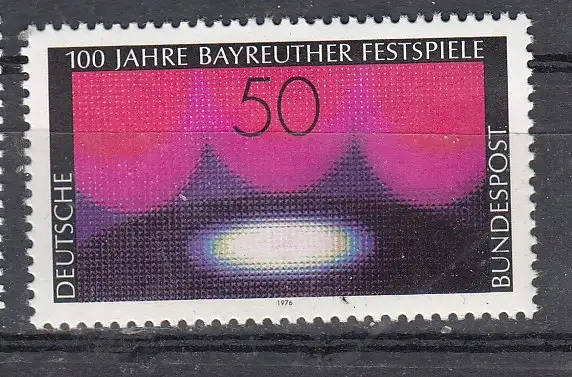 100 JAHRE BAYREUTHER FESTSPIELE
50
DEUTSCHE
BUNDESPOST
1976